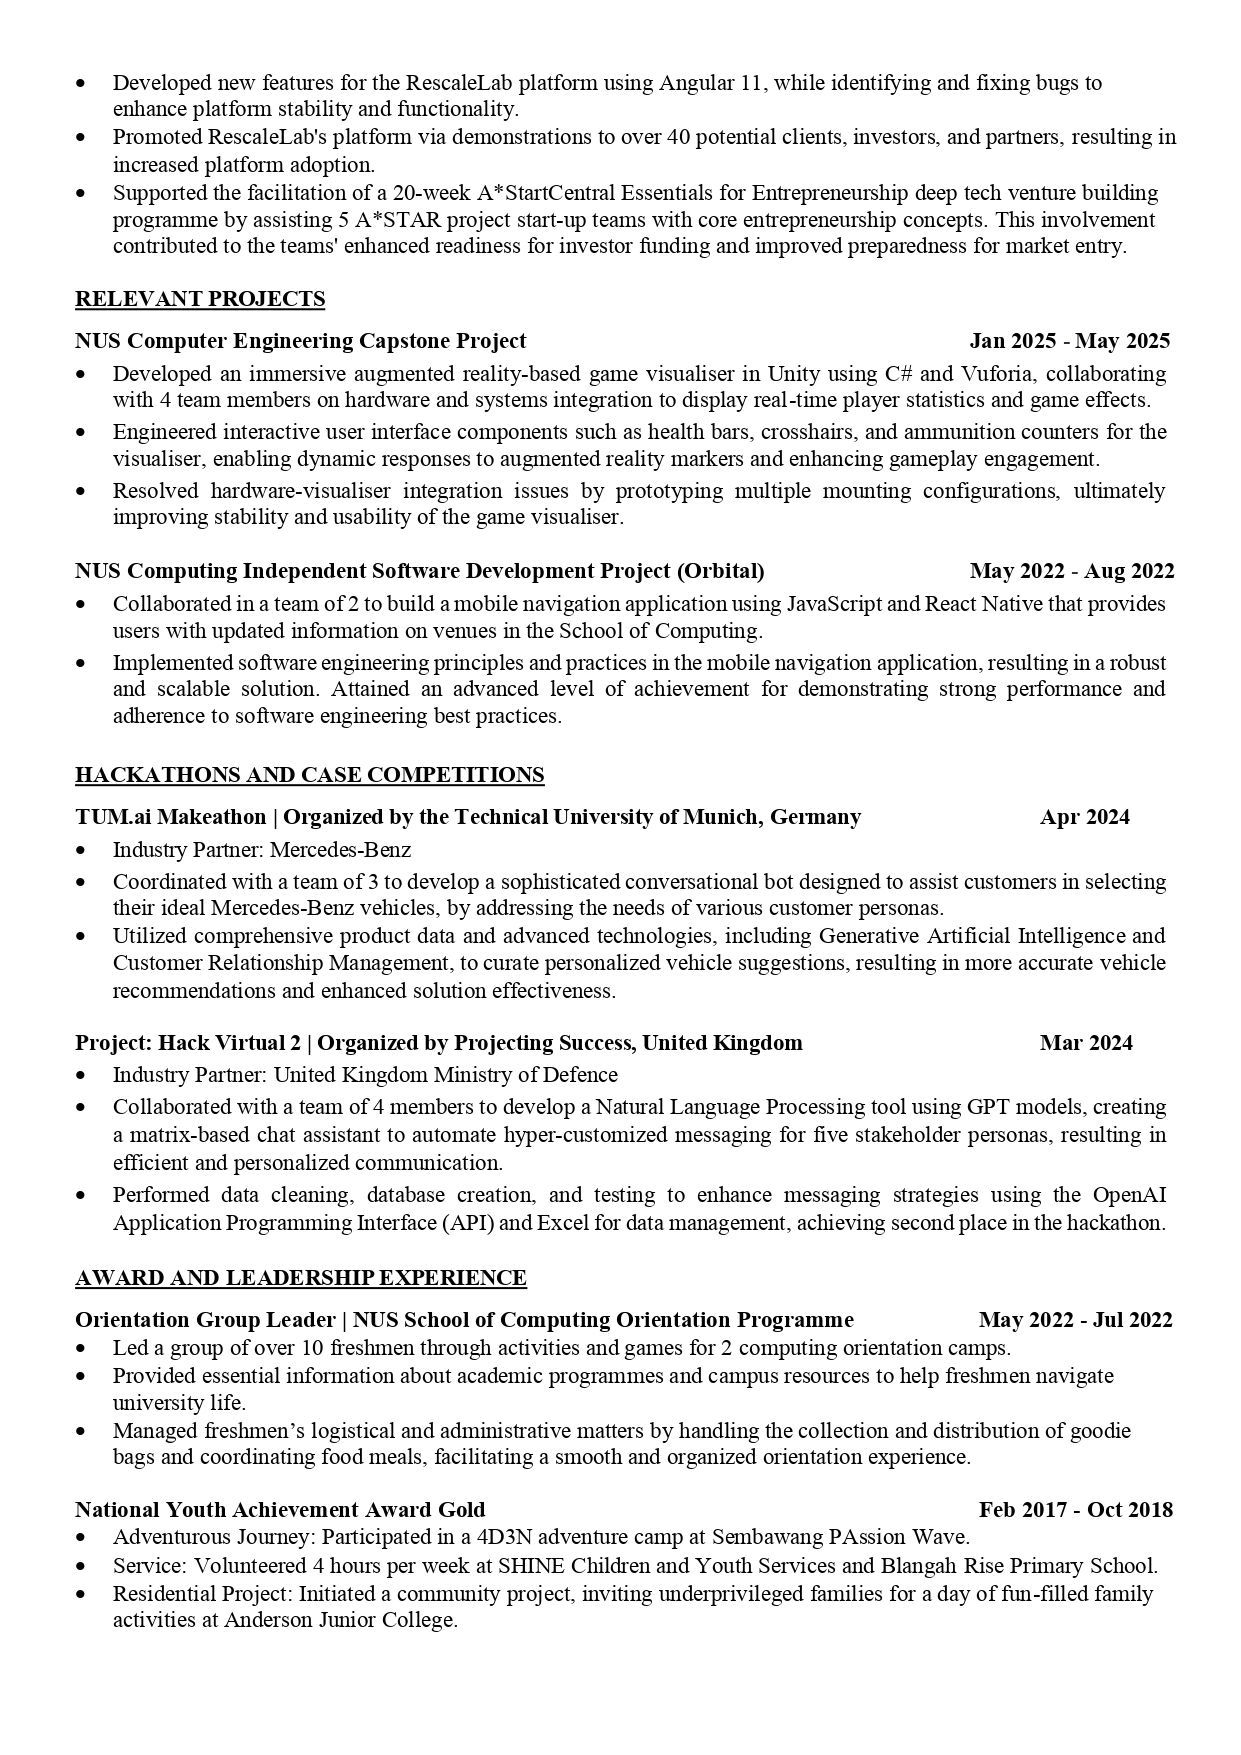 • Developed new features for the RescaleLab platform using Angular 11, while identifying and fixing bugs to
enhance platform stability and functionality.
• Promoted RescaleLab's platform via demonstrations to over 40 potential clients, investors, and partners, resulting in
increased platform adoption.
• Supported the facilitation of a 20-week A*StartCentral Essentials for Entrepreneurship deep tech venture building
programme by assisting 5 A*STAR project start-up teams with core entrepreneurship concepts. This involvement
contributed to the teams' enhanced readiness for investor funding and improved preparedness for market entry.
RELEVANT PROJECTS
NUS Computer Engineering Capstone Project Jan 2025 - May 2025
• Developed an immersive augmented reality-based game visualiser in Unity using C# and Vuforia, collaborating
with 4 team members on hardware and systems integration to display real-time player statistics and game effects.
• Engineered interactive user interface components such as health bars, crosshairs, and ammunition counters for the
visualiser, enabling dynamic responses to augmented reality markers and enhancing gameplay engagement.
• Resolved hardware-visualiser integration issues by prototyping multiple mounting configurations, ultimately
improving stability and usability of the game visualiser.
NUS Computing Independent Software Development Project (Orbital) May 2022 - Aug 2022
• Collaborated in a team of 2 to build a mobile navigation application using JavaScript and React Native that provides
users with updated information on venues in the School of Computing.
• Implemented software engineering principles and practices in the mobile navigation application, resulting in a robust
and scalable solution. Attained an advanced level of achievement for demonstrating strong performance and
adherence to software engineering best practices.
HACKATHONS AND CASE COMPETITIONS
TUM.ai Makeathon | Organized by the Technical University of Munich, Germany Apr 2024
• Industry Partner: Mercedes-Benz
• Coordinated with a team of 3 to develop a sophisticated conversational bot designed to assist customers in selecting
their ideal Mercedes-Benz vehicles, by addressing the needs of various customer personas.
• Utilized comprehensive product data and advanced technologies, including Generative Artificial Intelligence and
Customer Relationship Management, to curate personalized vehicle suggestions, resulting in more accurate vehicle
recommendations and enhanced solution effectiveness.
Project: Hack Virtual 2 | Organized by Projecting Success, United Kingdom Mar 2024
• Industry Partner: United Kingdom Ministry of Defence
• Collaborated with a team of 4 members to develop a Natural Language Processing tool using GPT models, creating
a matrix-based chat assistant to automate hyper-customized messaging for five stakeholder personas, resulting in
efficient and personalized communication.
• Performed data cleaning, database creation, and testing to enhance messaging strategies using the OpenAI
Application Programming Interface (API) and Excel for data management, achieving second place in the hackathon.
AWARD AND LEADERSHIP EXPERIENCE
Orientation Group Leader | NUS School of Computing Orientation Programme May 2022 - Jul 2022
• Led a group of over 10 freshmen through activities and games for 2 computing orientation camps.
• Provided essential information about academic programmes and campus resources to help freshmen navigate
university life.
• Managed freshmen’s logistical and administrative matters by handling the collection and distribution of goodie
bags and coordinating food meals, facilitating a smooth and organized orientation experience.
National Youth Achievement Award Gold Feb 2017 - Oct 2018
• Adventurous Journey: Participated in a 4D3N adventure camp at Sembawang PAssion Wave.
• Service: Volunteered 4 hours per week at SHINE Children and Youth Services and Blangah Rise Primary School.
• Residential Project: Initiated a community project, inviting underprivileged families for a day of fun-filled family
activities at Anderson Junior College.